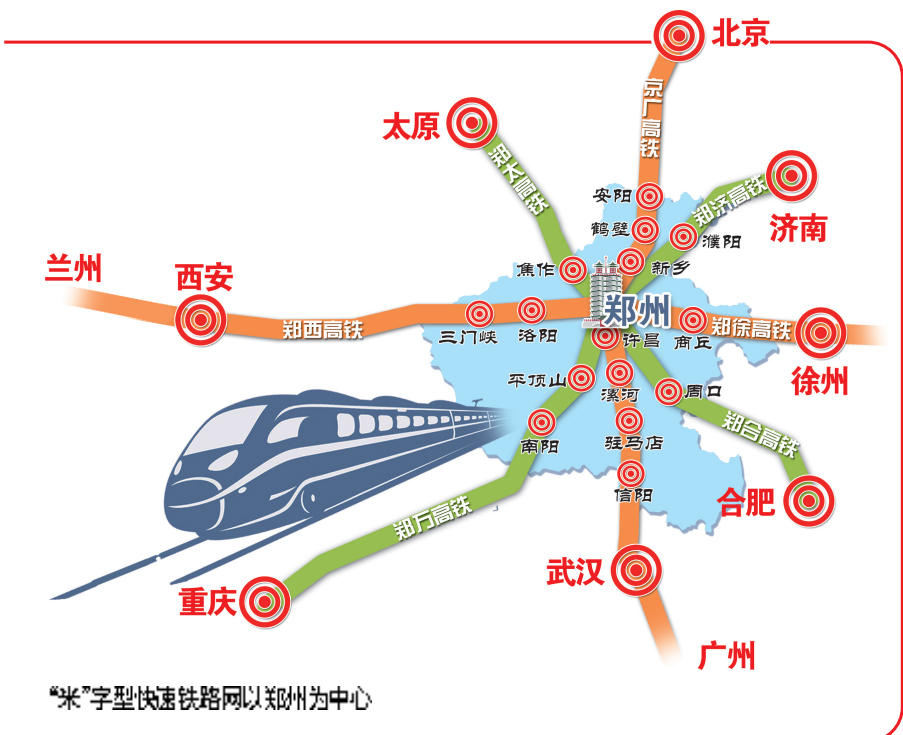 北京
太原
京广高铁
郑太高铁
郑济高铁
安阳
济南
鹤壁
濮阳
兰州
西安
焦作
新乡
郑州
郑西高铁
三门峡
洛阳
许昌
商丘
郑徐高铁
徐州
平顶山
漯河
周口
南阳
驻马店
郑合高铁
信阳
合肥
郑万高铁
武汉
重庆
广州
“米”字型快速铁路网以郑州为中心